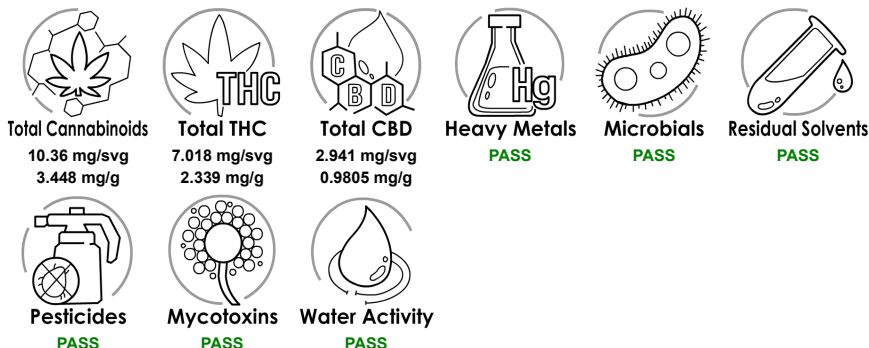 THC
C
B D
Hg
Total Cannabinoids Total THC Total CBD Heavy Metals Microbials Residual Solvents
10.36 mg/svg 7.018 mg/svg 2.941 mg/svg PASS PASS PASS
3.448 mg/g 2.339 mg/g 0.9805 mg/g
Pesticides Mycotoxins Water Activity
PASS PASS PASS